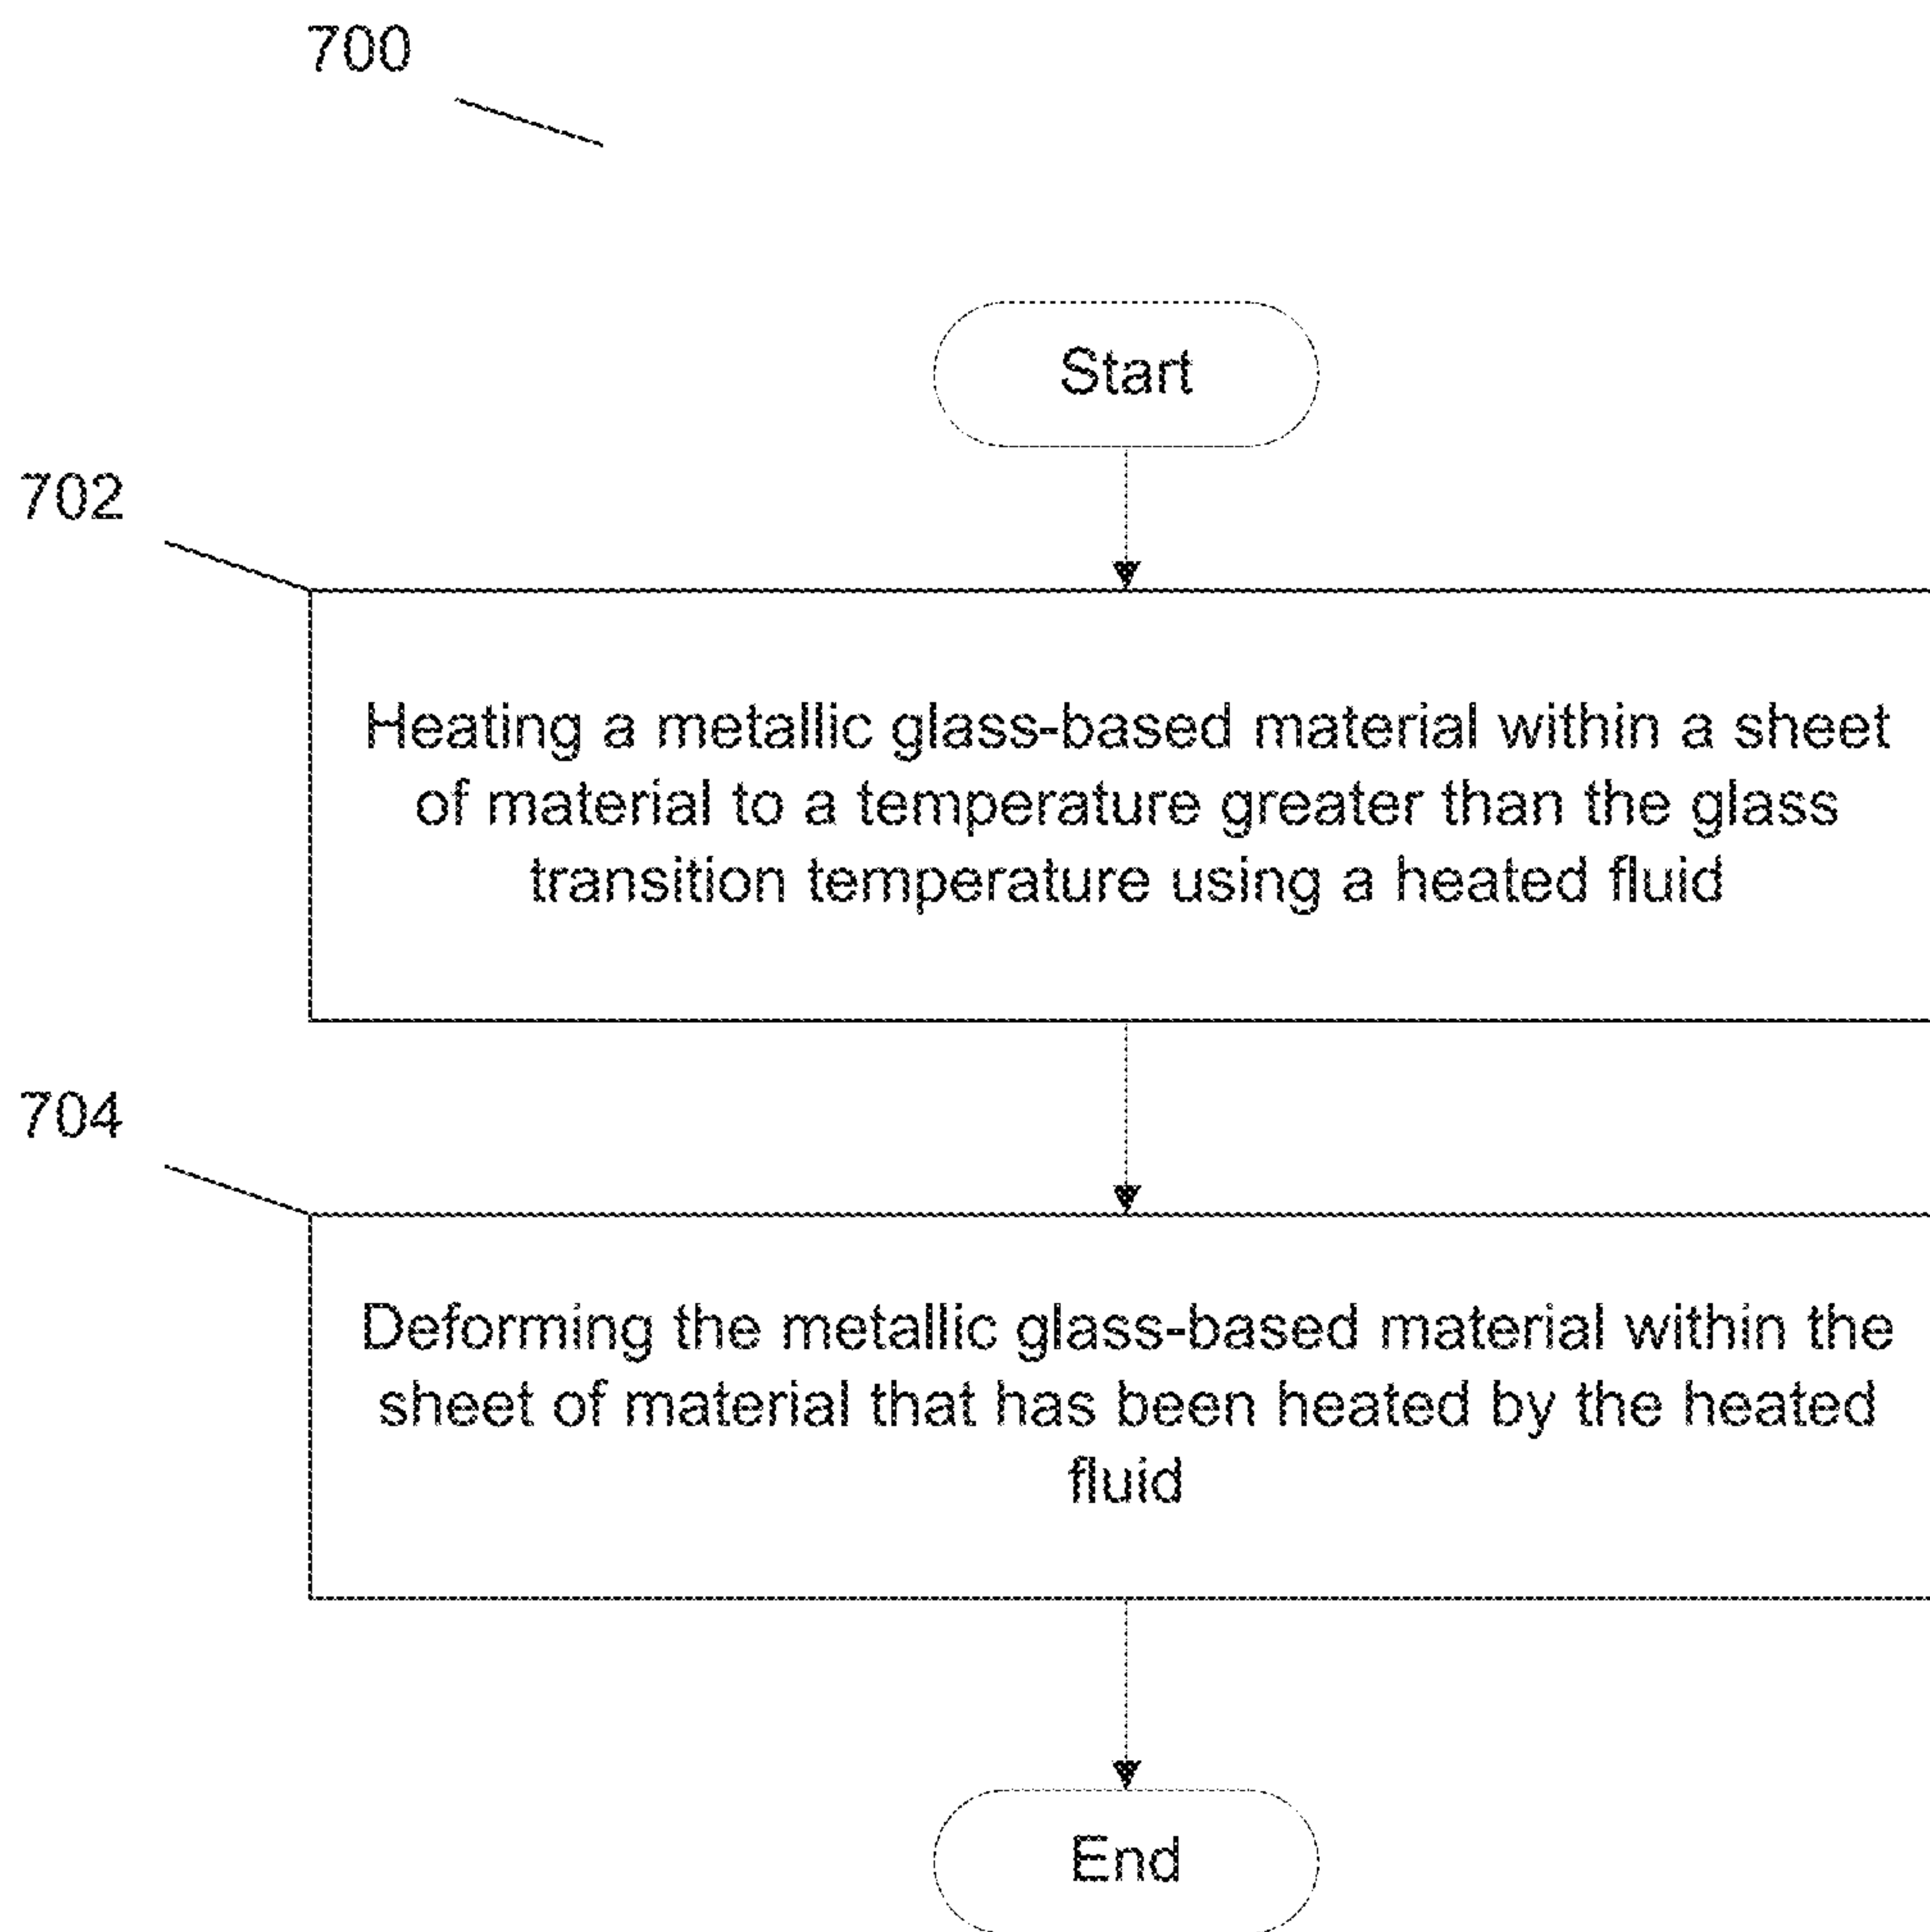 700
Start
702
Heating a metallic glass-based material within a sheet
of material to a temperature greater than the glass
transition temperature using a heated fluid
704
Deforming the metallic glass-based material within the
sheet of material that has been heated by the heated
fluid
End